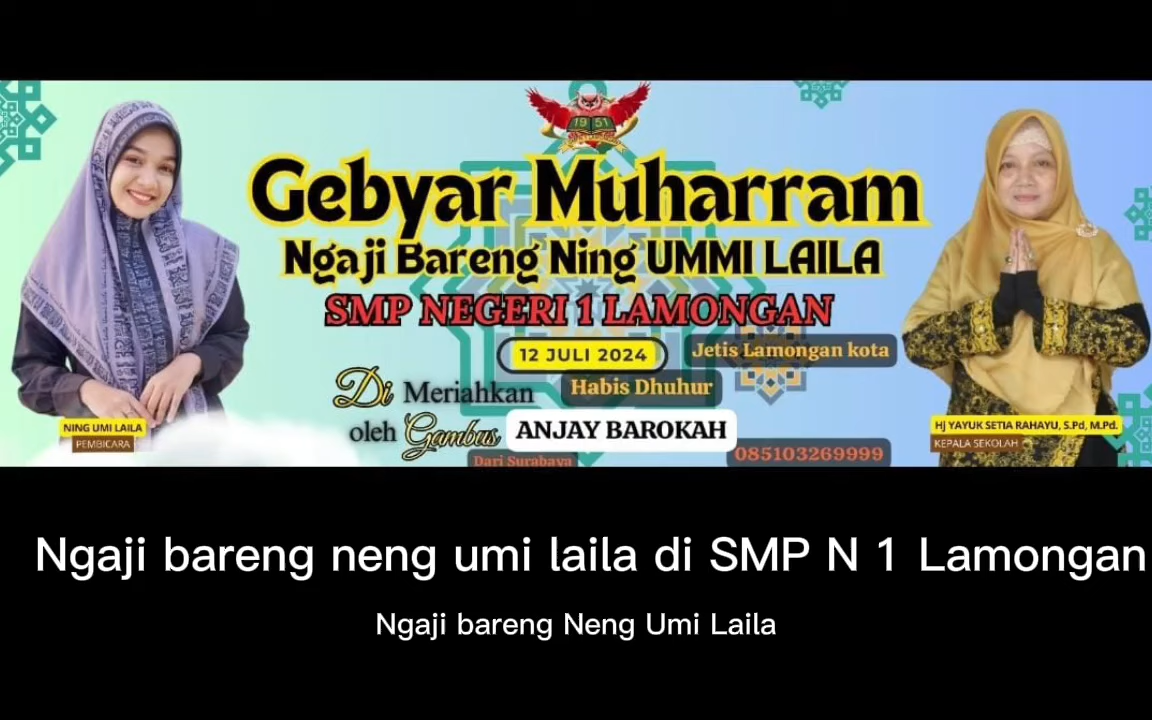 19 51
Gebyar Muharram
Ngaji Bareng Ning UMMI LAILA
SMP NEGERI 1 LAMONGAN
12 JULI 2024
Jetis Lamongan kota
Di Meriahkan
Habis Dhuhur
oleh Gambus ANJAY BAROKAH
Dari Surabaya
085103269999
NING UMI LAILA
PEMBICARA
Hj YAYUK SETIA RAHAYU, S.Pd, M.Pd.
KEPALA SEKOLAH
Ngaji bareng neng umi laila di SMP N 1 Lamongan
Ngaji bareng Neng Umi Laila